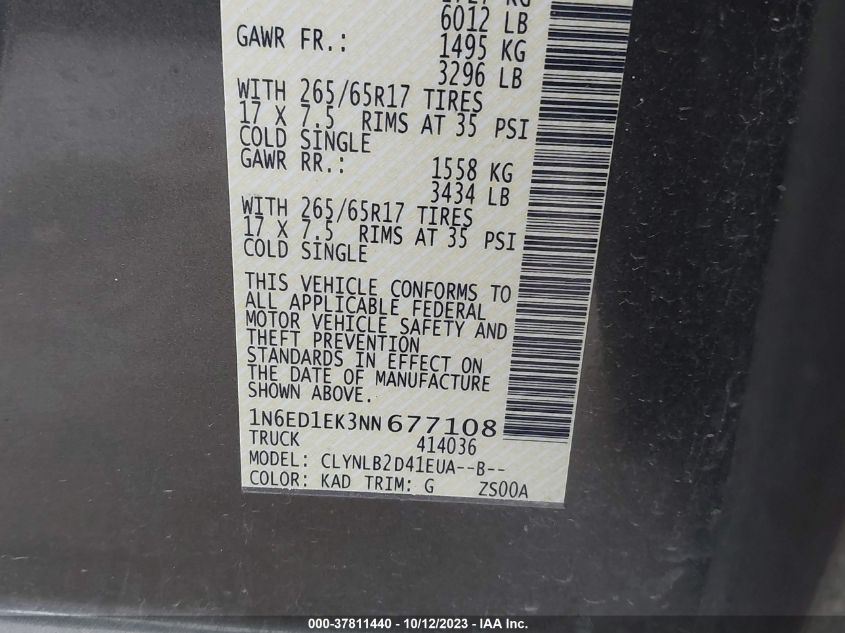 6012 LB
GAWR FR.: 1495 KG
3296 LB
WITH 265/65R17 TIRES
17 X 7.5 RIMS AT 35 PSI
COLD SINGLE
GAWR RR.: 1558 KG
3434 LB
WITH 265/65R17 TIRES
17 X 7.5 RIMS AT 35 PSI
COLD SINGLE
THIS VEHICLE CONFORMS TO
ALL APPLICABLE FEDERAL
MOTOR VEHICLE SAFETY AND
THEFT PREVENTION
STANDARDS IN EFFECT ON
THE DATE OF MANUFACTURE
SHOWN ABOVE.
1N6ED1EK3NN677108
TRUCK 414036
MODEL: CLYNLB2D41EUA--B--
COLOR: KAD TRIM: G ZS00A
000-37811440 - 10/12/2023 - IAA Inc.